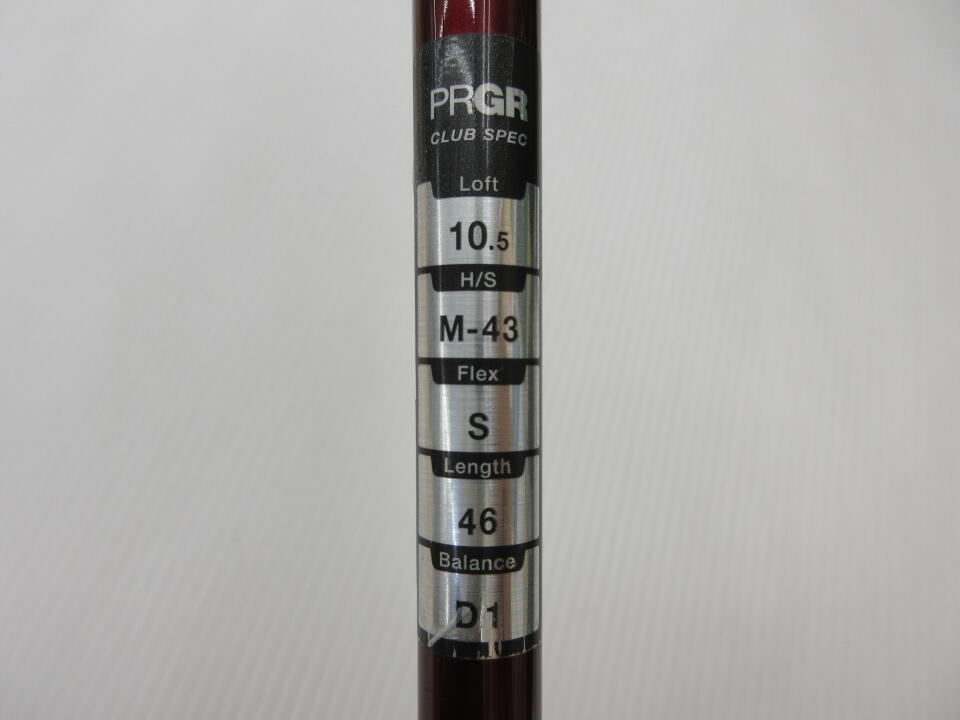 PRGR
CLUB SPEC
Loft
10.5
H/S
M-43
Flex
S
Length
46
Balance
D1